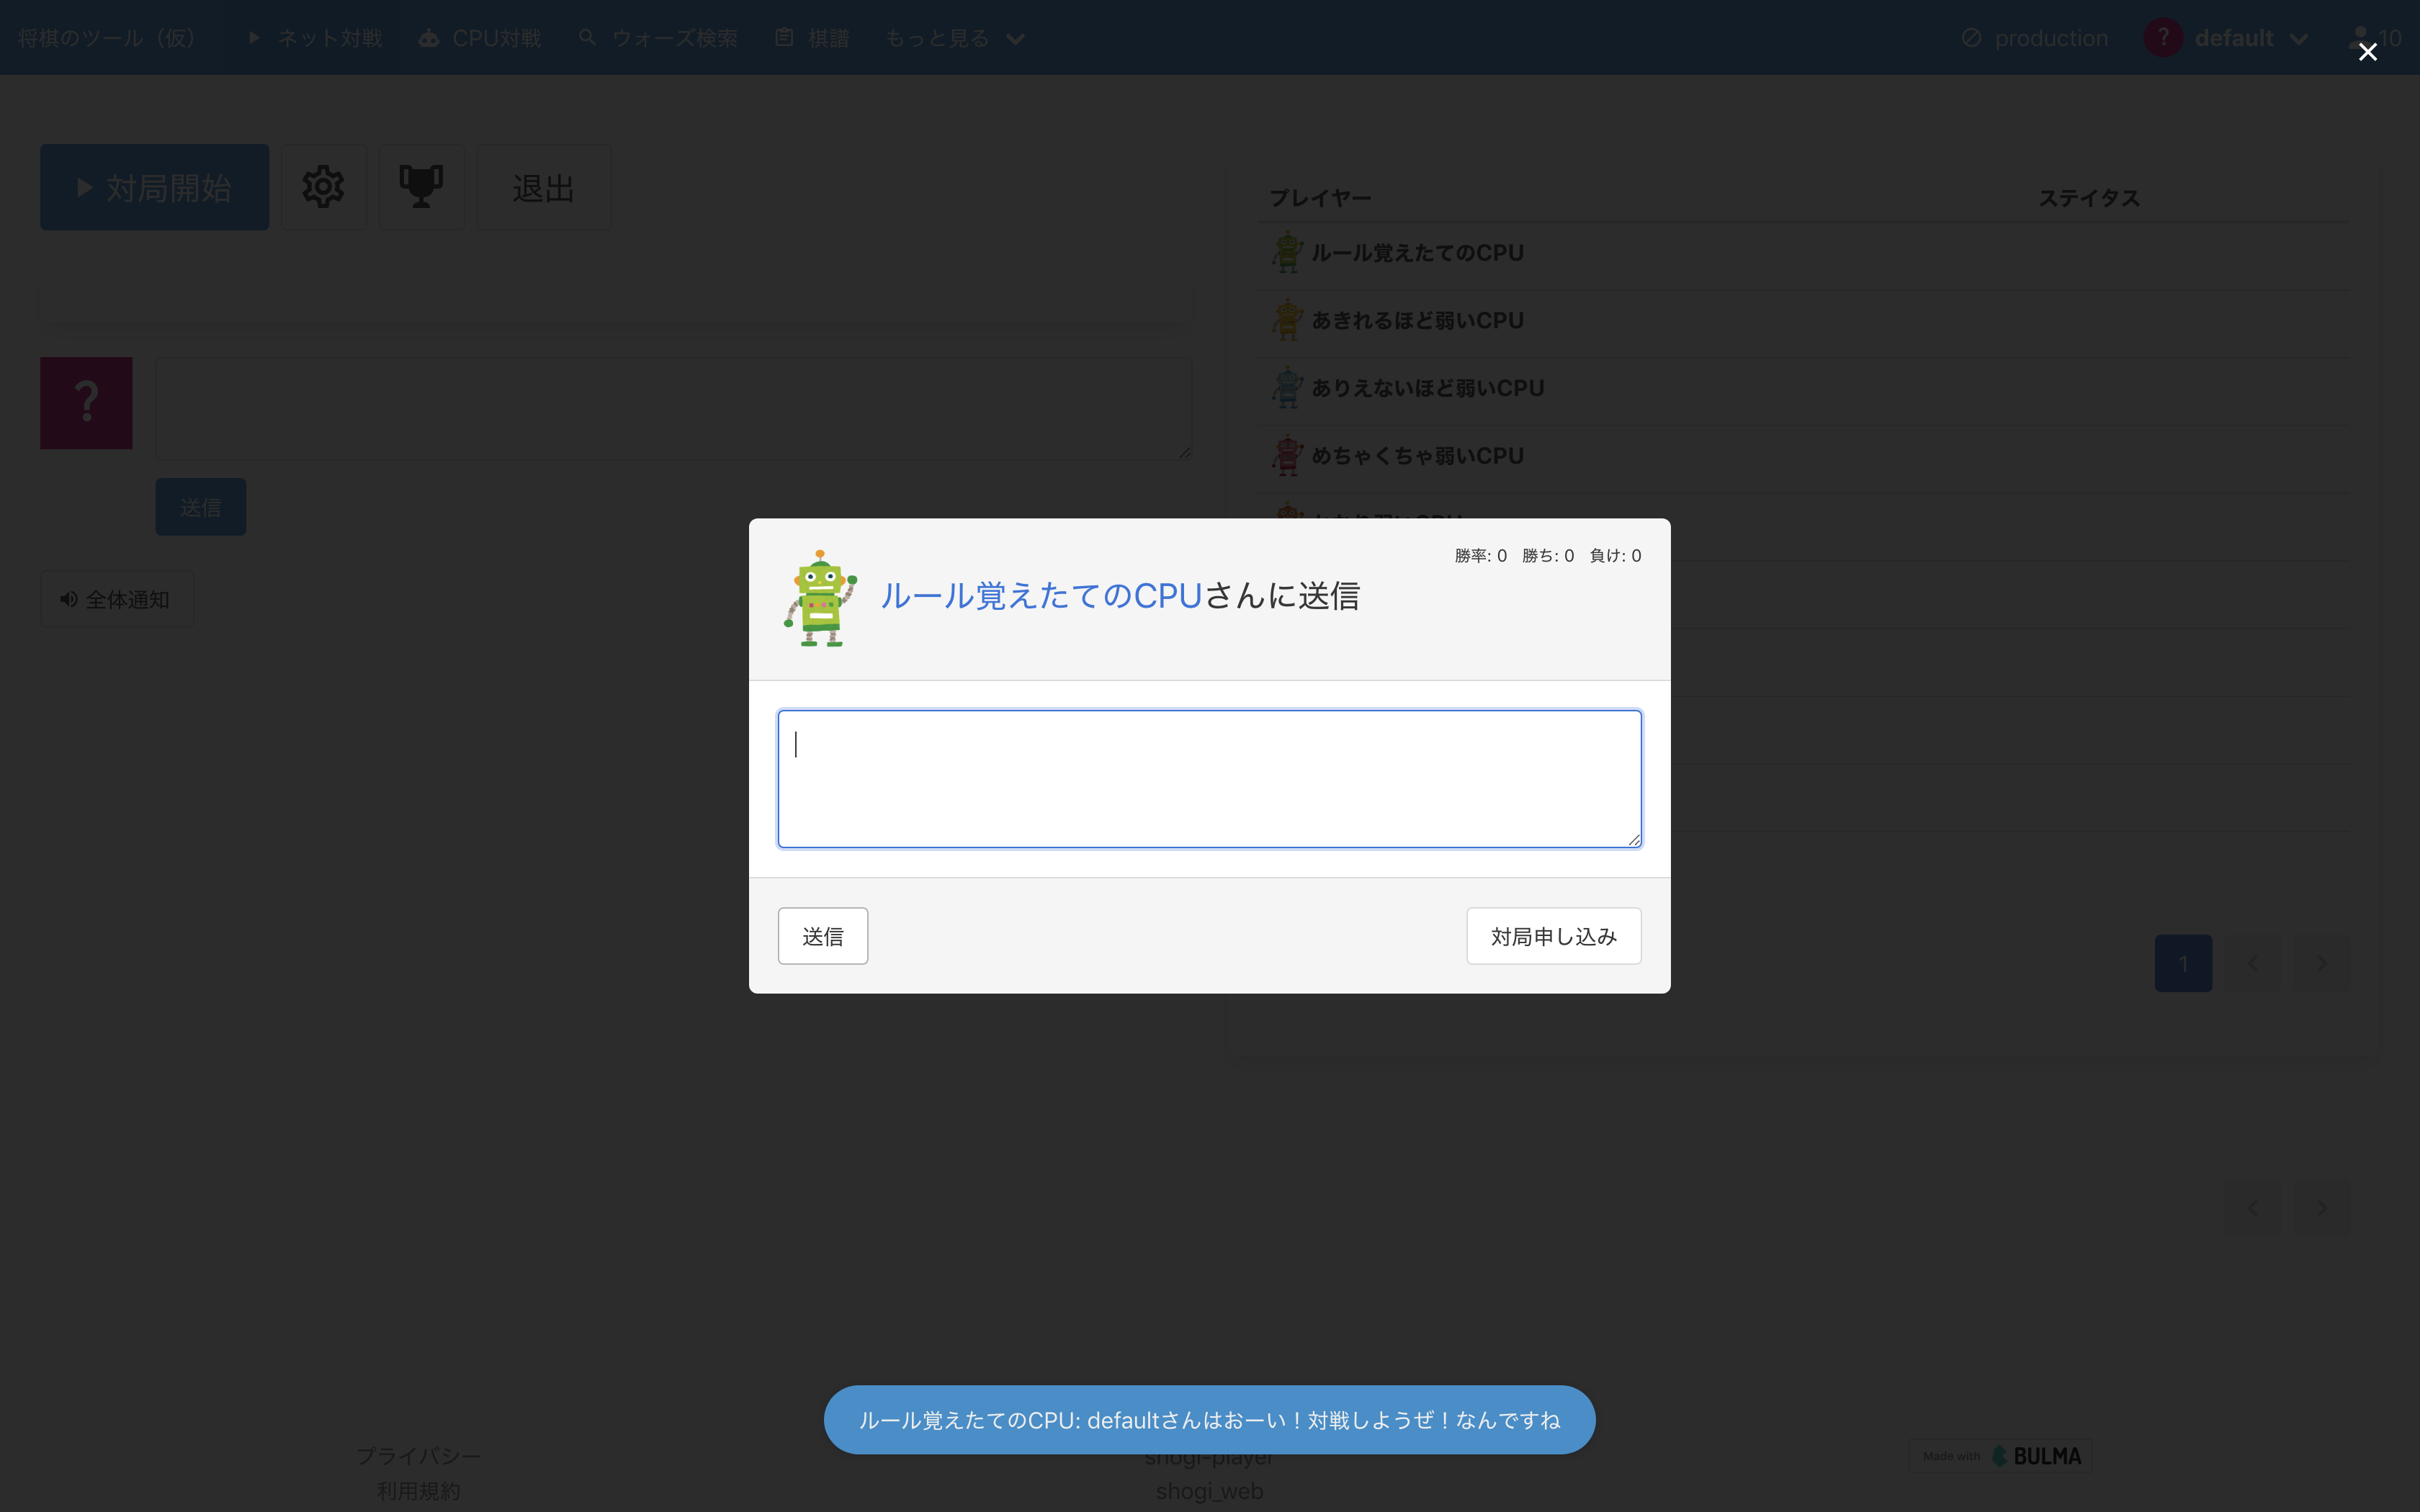 将棋のツール（仮） ネット対戦 CPU対戦 ウォーズ検索 棋譜 もっと見る production ? default 10
対局開始 退出
プレイヤー ステイタス
ルール覚えたてのCPU
あきれるほど弱いCPU
ありえないほど弱いCPU
?
めちゃくちゃ弱いCPU
送信
全体通知
勝率: 0 勝ち: 0 負け: 0
ルール覚えたてのCPUさんに送信
送信 対局申し込み
1
ルール覚えたてのCPU: defaultさんはおーい！対戦しようぜ！なんですね
プライバシー shogi-player Made with BULMA
利用規約 shogi_web